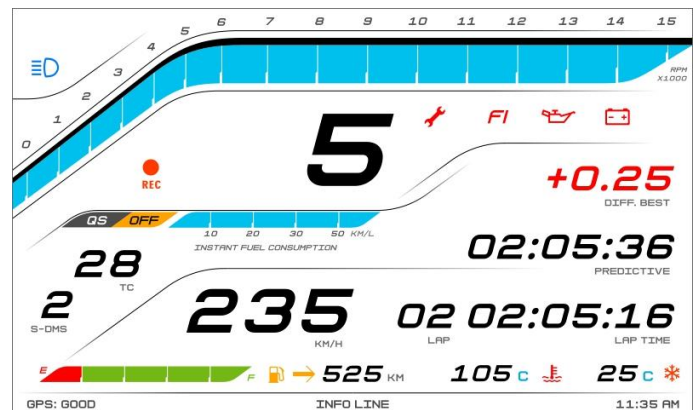 0 1 2 3 4 5 6 7 8 9 10 11 12 13 14 15
RPM
X1000
5
FI
REC
+0.25
DIFF. BEST
QS OFF
10 20 30 50 KM/L
INSTANT FUEL CONSUMPTION
02:05:36
PREDICTIVE
28
TC
2
S-DMS
235
KM/H
02 02:05:16
LAP LAP TIME
E F 525 KM 105 C 25 C
GPS: GOOD INFO LINE 11:35 AM